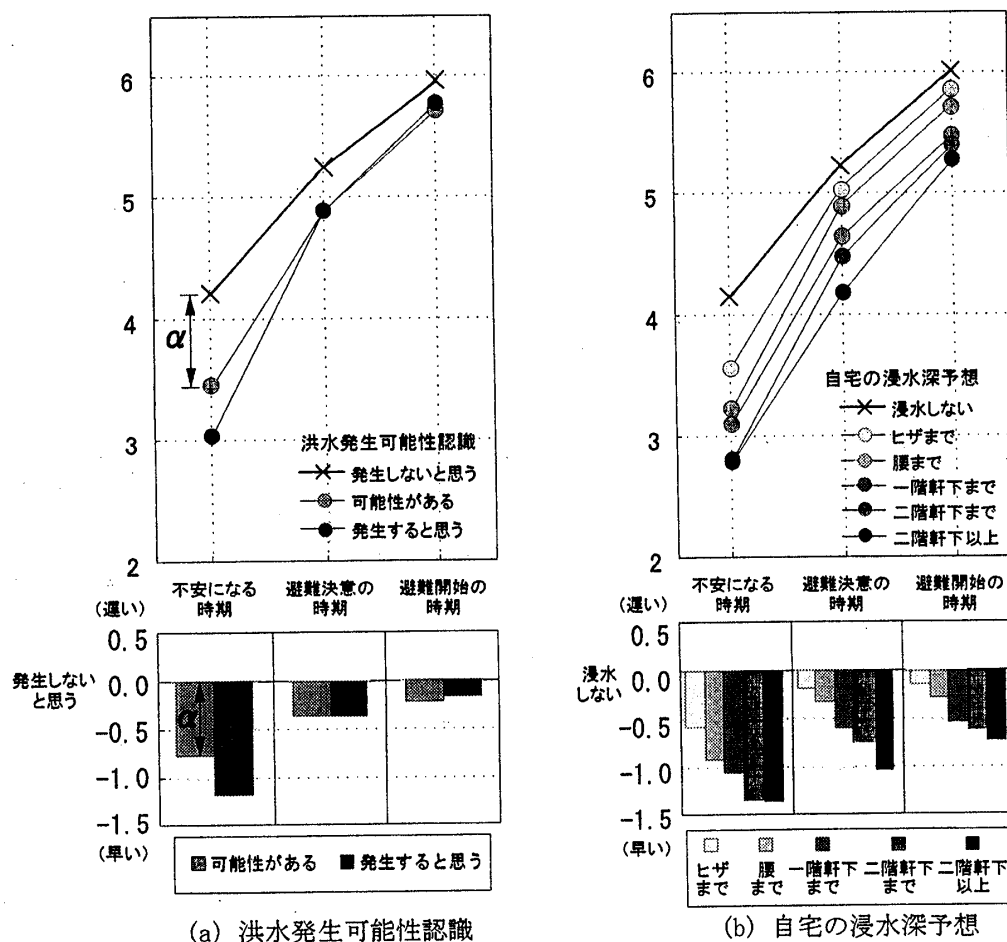 6
5
4
3
2
α
洪水発生可能性認識
発生しないと思う
可能性がある
発生すると思う
不安になる
時期
避難決意の
時期
避難開始の
時期
(遅い)
0.5
0.0
-0.5
-1.0
-1.5
(早い)
発生しない
と思う
α
可能性がある 発生すると思う
(a) 洪水発生可能性認識
6
5
4
3
2
自宅の浸水深予想
浸水しない
ヒザまで
腰まで
一階軒下まで
二階軒下まで
二階軒下以上
不安になる
時期
避難決意の
時期
避難開始の
時期
(遅い)
0.5
0.0
-0.5
-1.0
-1.5
(早い)
浸水
しない
ヒザ
まで
腰
まで
一階軒下
まで
二階軒下
まで
二階軒下
以上
(b) 自宅の浸水深予想